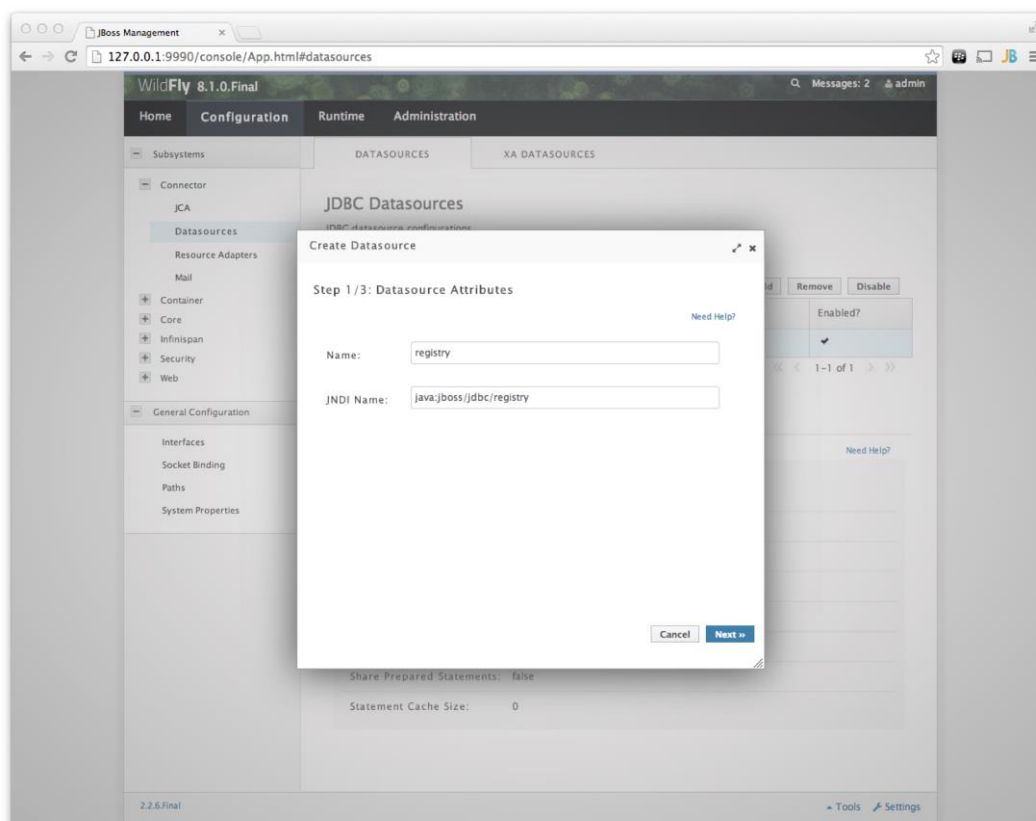 JBoss Management
127.0.0.1:9990/console/App.html#datasources
JB
WildFly 8.1.0.Final
Messages: 2 admin
Home Configuration Runtime Administration
Subsystems
DATASOURCES XA DATASOURCES
Connector
JCA
JDBC Datasources
Datasources
JDBC datasource configurations
Create Datasource
Resource Adapters
Mail
Step 1/3: Datasource Attributes
Remove Disable
Container
Core
Need Help?
Enabled?
Infinispan
Security
Name: registry
Web
1-1 of 1
JNDI Name: java:jboss/jdbc/registry
General Configuration
Interfaces
Need Help?
Socket Binding
Paths
System Properties
Cancel Next »
Share Prepared Statements: false
Statement Cache Size: 0
2.2.6.Final
Tools Settings